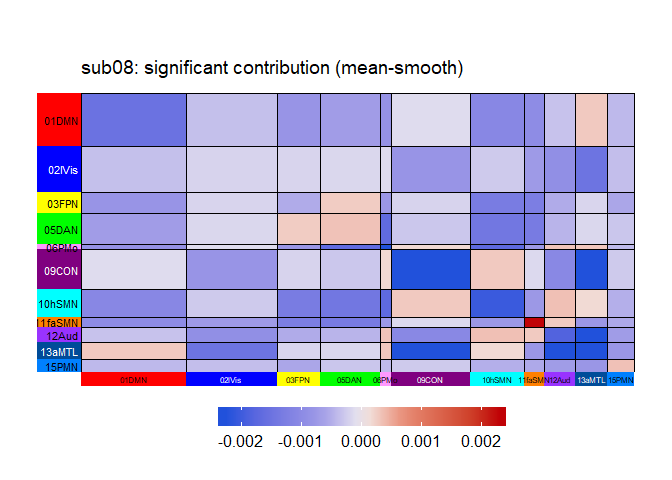 sub08: significant contribution (mean-smooth)
01DMN
02lVis
03FPN
05DAN
06PMo
09CON
10hSMN
11faSMN
12Aud
13aMTL
15PMN
01DMN
02lVis
03FPN
05DAN
06PMo
09CON
10hSMN
11faSMN
12Aud
13aMTL
15PMN
-0.002 -0.001 0.000 0.001 0.002